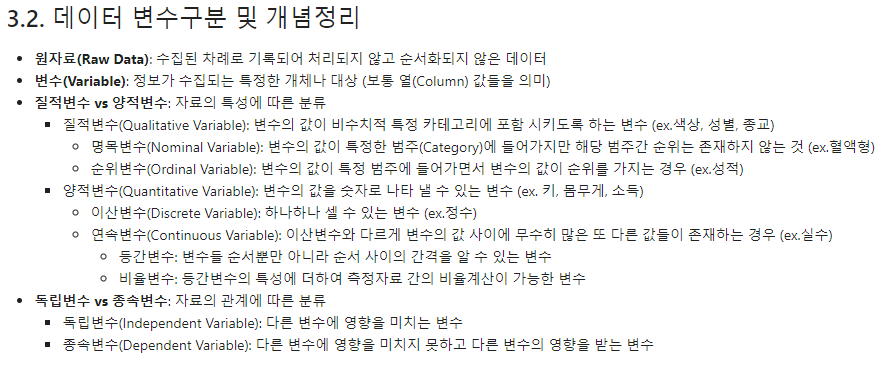 3.2. 데이터 변수구분 및 개념정리
원자료(Raw Data): 수집된 차례로 기록되어 처리되지 않고 순서화되지 않은 데이터
변수(Variable): 정보가 수집되는 특정한 개체나 대상 (보통 열(Column) 값들을 의미)
질적변수 vs 양적변수: 자료의 특성에 따른 분류
질적변수(Qualitative Variable): 변수의 값이 비수치적 특정 카테고리에 포함 시키도록 하는 변수 (ex.색상, 성별, 종교)
명목변수(Nominal Variable): 변수의 값이 특정한 범주(Category)에 들어가지만 해당 범주간 순위는 존재하지 않는 것 (ex.혈액형)
순위변수(Ordinal Variable): 변수의 값이 특정 범주에 들어가면서 변수의 값이 순위를 가지는 경우 (ex.성적)
양적변수(Quantitative Variable): 변수의 값을 숫자로 나타 낼 수 있는 변수 (ex. 키, 몸무게, 소득)
이산변수(Discrete Variable): 하나하나 셀 수 있는 변수 (ex.정수)
연속변수(Continuous Variable): 이산변수와 다르게 변수의 값 사이에 무수히 많은 또 다른 값들이 존재하는 경우 (ex.실수)
등간변수: 변수들 순서뿐만 아니라 순서 사이의 간격을 알 수 있는 변수
비율변수: 등간변수의 특성에 더하여 측정자료 간의 비율계산이 가능한 변수
독립변수 vs 종속변수: 자료의 관계에 따른 분류
독립변수(Independent Variable): 다른 변수에 영향을 미치는 변수
종속변수(Dependent Variable): 다른 변수에 영향을 미치지 못하고 다른 변수의 영향을 받는 변수